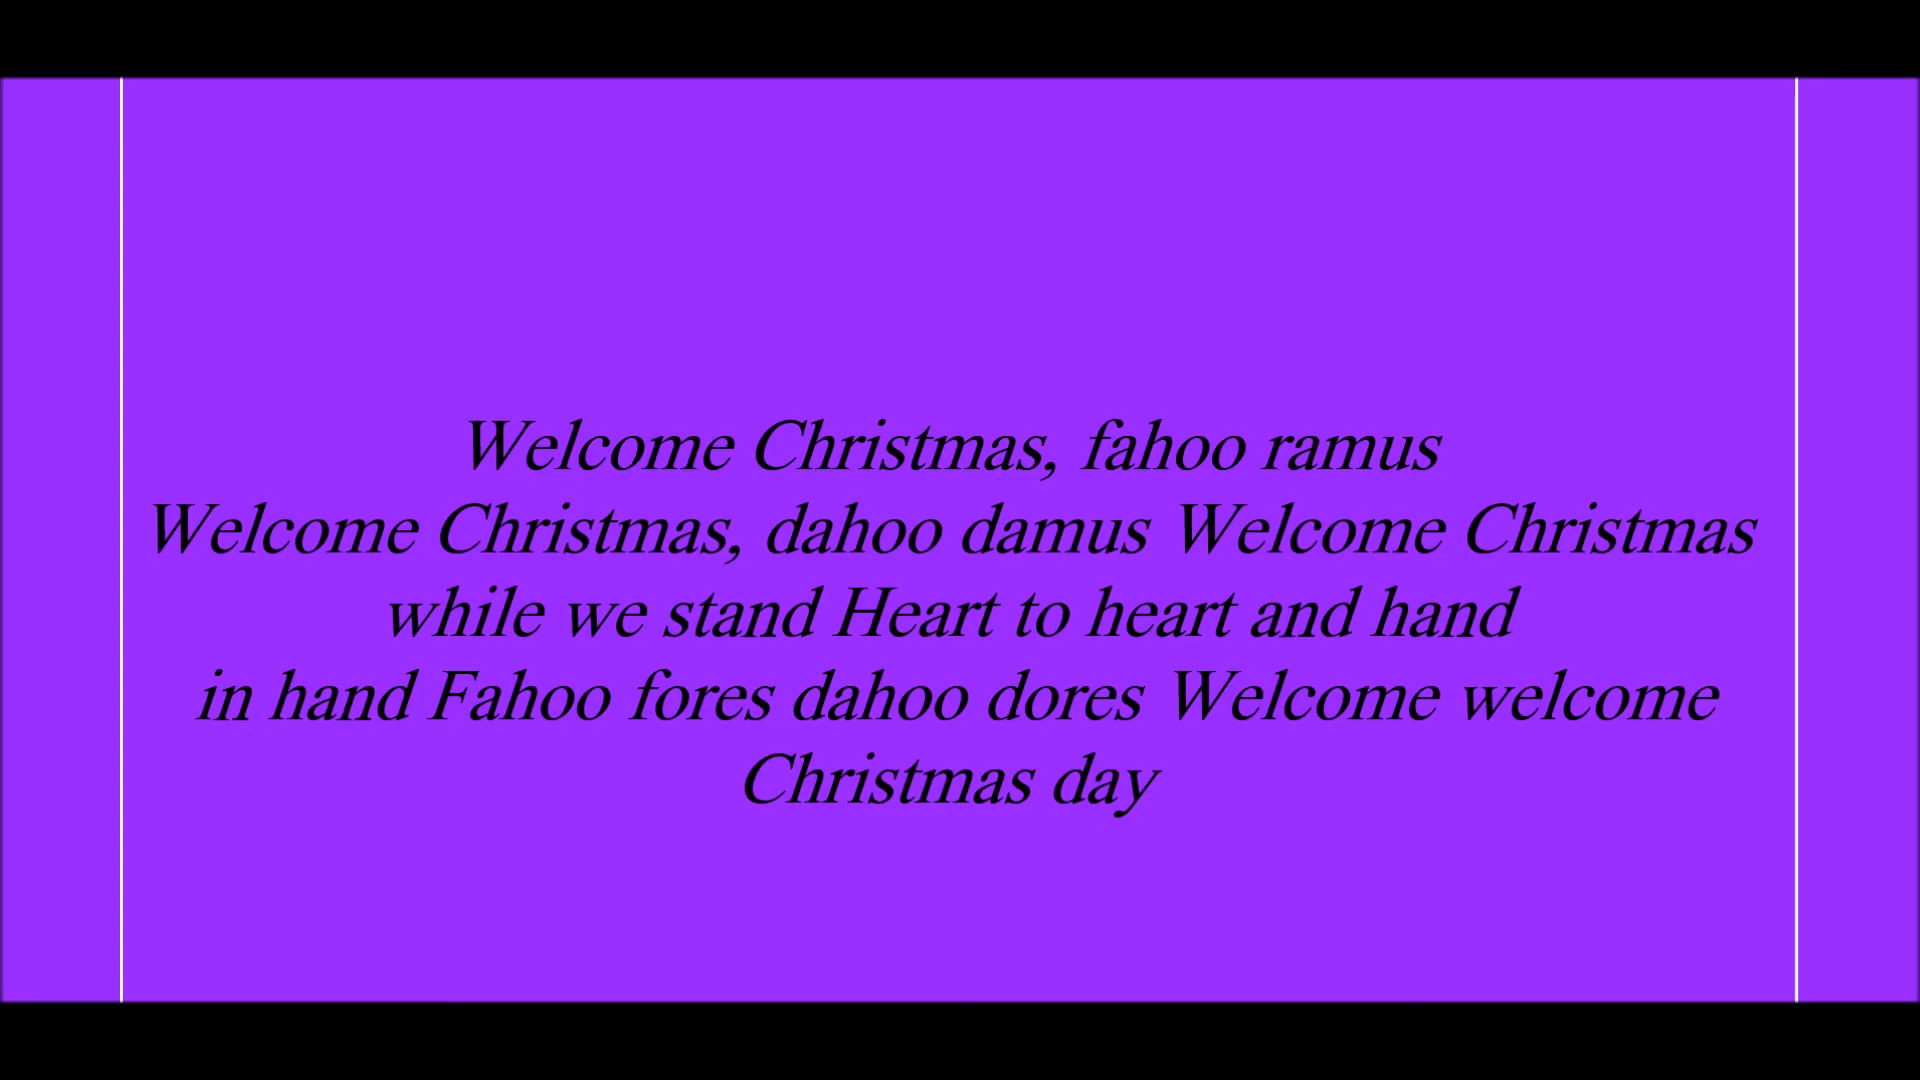 Welcome Christmas, fahoo ramus
Welcome Christmas, dahoo damus Welcome Christmas
while we stand Heart to heart and hand
in hand Fahoo fores dahoo dores Welcome welcome
Christmas day